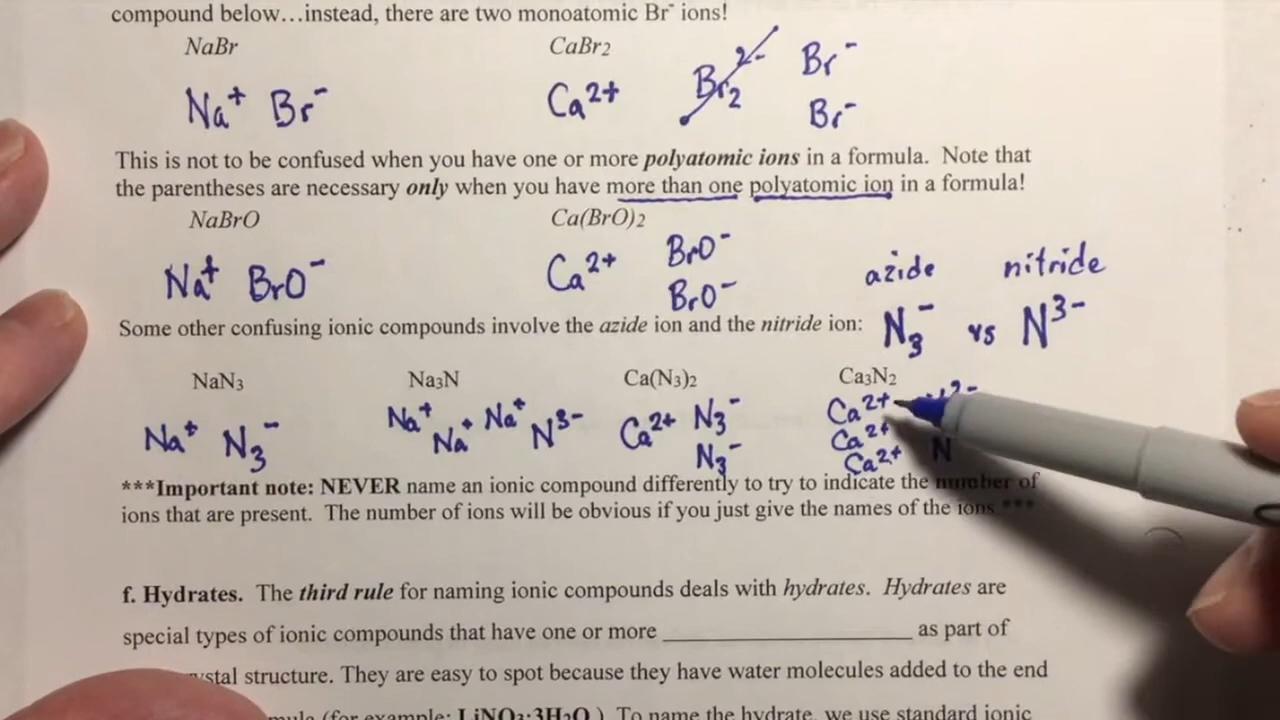 compound below…instead, there are two monoatomic Br⁻ ions!
NaBr CaBr₂
Na⁺ Br⁻ Ca²⁺ Br₂²⁻ Br⁻
Br⁻
This is not to be confused when you have one or more polyatomic ions in a formula. Note that
the parentheses are necessary only when you have more than one polyatomic ion in a formula!
NaBrO Ca(BrO)₂
Na⁺ BrO⁻ Ca²⁺ BrO⁻
BrO⁻
azide nitride
Some other confusing ionic compounds involve the azide ion and the nitride ion: N₃⁻ vs N³⁻
NaN₃ Na₃N Ca(N₃)₂ Ca₃N₂
Na⁺ N₃⁻ Na⁺ Na⁺ Na⁺ N³⁻ Ca²⁺ N₃⁻ Ca²⁺
N₃⁻ Ca²⁺ N
Ca²⁺
***Important note: NEVER name an ionic compound differently to try to indicate the number of
ions that are present. The number of ions will be obvious if you just give the names of the ions ***
f. Hydrates. The third rule for naming ionic compounds deals with hydrates. Hydrates are
special types of ionic compounds that have one or more ____________________ as part of
structure. They are easy to spot because they have water molecules added to the end
(for example: LiNO₃·3H₂O ) To name the hydrate, we use standard ionic